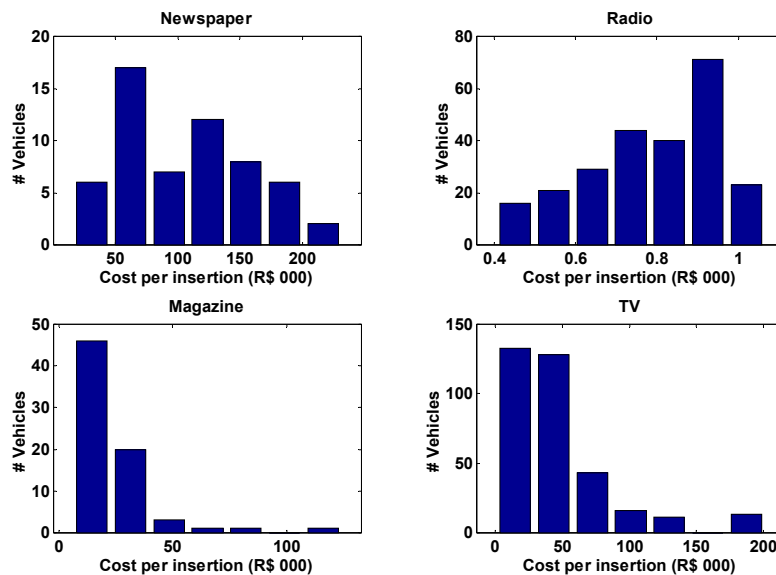 Newspaper
20
15
10
5
0
# Vehicles
50 100 150 200
Cost per insertion (R$ 000)
Radio
80
60
40
20
0
# Vehicles
0.4 0.6 0.8 1
Cost per insertion (R$ 000)
Magazine
50
40
30
20
10
0
# Vehicles
0 50 100
Cost per insertion (R$ 000)
TV
150
100
50
0
# Vehicles
0 50 100 150 200
Cost per insertion (R$ 000)